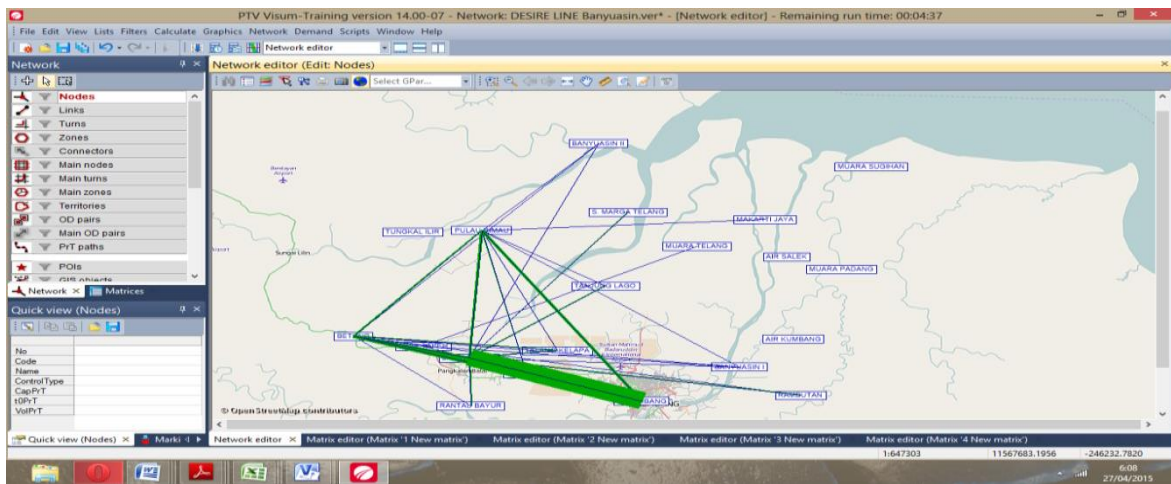 PTV Visum-Training version 14.00-07 - Network: DESIRE LINE Banyuasin.ver* - [Network editor] - Remaining run time: 00:04:37
File Edit View Lists Filters Calculate Graphics Network Demand Scripts Window Help
Network editor
Network
Network editor (Edit: Nodes)
Select GPar...
Nodes
Links
Turns
Zones
Connectors
Main nodes
Main turns
Main zones
Territories
OD pairs
Main OD pairs
PrT paths
POIs
GIS objects
Network
Matrices
Quick view (Nodes)
No
Code
Name
ControlType
CapPrT
t0PrT
VolPrT
BANYUASIN II
MUARA SUGIHAN
S. MARGA TELANG
MAKARTI JAYA
TUNGKAL ILIR
PULAU RIMAU
Sungai Lilin
MUARA TELANG
AIR SALEK
MUARA PADANG
TANJUNG LAGO
AIR KUMBANG
BANYUASIN I
RAMBUTAN
RANTAU BAYUR
© OpenStreetMap contributors
Quick view (Nodes)
Network editor
Matrix editor (Matrix '1 New matrix')
Matrix editor (Matrix '2 New matrix')
Matrix editor (Matrix '3 New matrix')
Matrix editor (Matrix '4 New matrix')
1:647303
11567683.1956
-246232.7820
6:08
27/04/2015